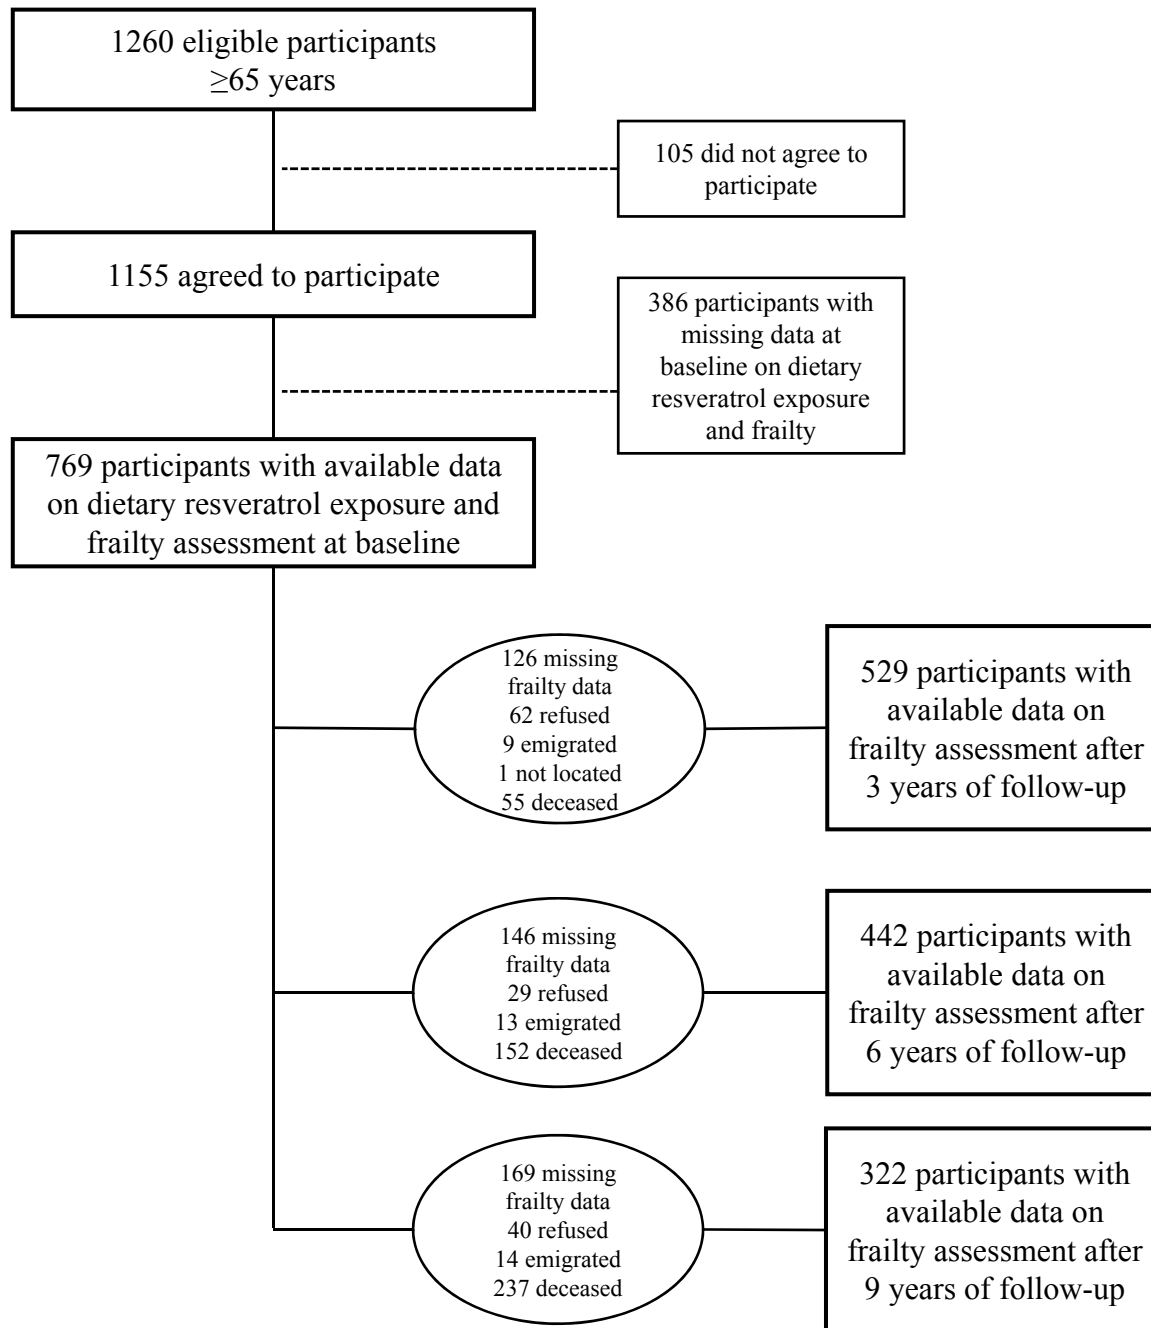 1260 eligible participants
≥65 years
105 did not agree to
participate
1155 agreed to participate
386 participants with
missing data at
baseline on dietary
resveratrol exposure
and frailty
769 participants with available data
on dietary resveratrol exposure and
frailty assessment at baseline
126 missing
frailty data
62 refused
9 emigrated
1 not located
55 deceased
529 participants with
available data on
frailty assessment after
3 years of follow-up
146 missing
frailty data
29 refused
13 emigrated
152 deceased
442 participants with
available data on
frailty assessment after
6 years of follow-up
169 missing
frailty data
40 refused
14 emigrated
237 deceased
322 participants with
available data on
frailty assessment after
9 years of follow-up